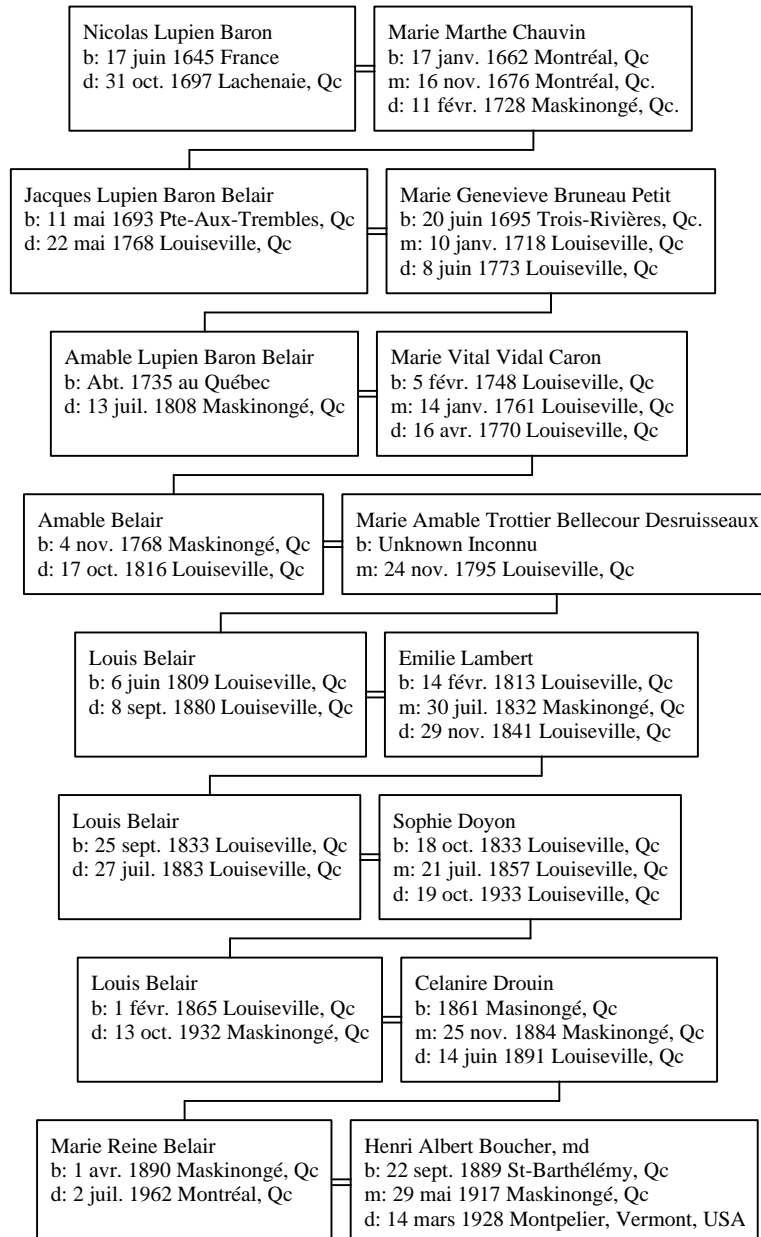 Nicolas Lupien Baron
b: 17 juin 1645 France
d: 31 oct. 1697 Lachenaie, Qc
Marie Marthe Chauvin
b: 17 janv. 1662 Montréal, Qc
m: 16 nov. 1676 Montréal, Qc.
d: 11 févr. 1728 Maskinongé, Qc.
Jacques Lupien Baron Belair
b: 11 mai 1693 Pte-Aux-Trembles, Qc
d: 22 mai 1768 Louiseville, Qc
Marie Genevieve Bruneau Petit
b: 20 juin 1695 Trois-Rivières, Qc.
m: 10 janv. 1718 Louiseville, Qc
d: 8 juin 1773 Louiseville, Qc
Amable Lupien Baron Belair
b: Abt. 1735 au Québec
d: 13 juil. 1808 Maskinongé, Qc
Marie Vital Vidal Caron
b: 5 févr. 1748 Louiseville, Qc
m: 14 janv. 1761 Louiseville, Qc
d: 16 avr. 1770 Louiseville, Qc
Amable Belair
b: 4 nov. 1768 Maskinongé, Qc
d: 17 oct. 1816 Louiseville, Qc
Marie Amable Trottier Bellecour Desruisseaux
b: Unknown Inconnu
m: 24 nov. 1795 Louiseville, Qc
Louis Belair
b: 6 juin 1809 Louiseville, Qc
d: 8 sept. 1880 Louiseville, Qc
Emilie Lambert
b: 14 févr. 1813 Louiseville, Qc
m: 30 juil. 1832 Maskinongé, Qc
d: 29 nov. 1841 Louiseville, Qc
Louis Belair
b: 25 sept. 1833 Louiseville, Qc
d: 27 juil. 1883 Louiseville, Qc
Sophie Doyon
b: 18 oct. 1833 Louiseville, Qc
m: 21 juil. 1857 Louiseville, Qc
d: 19 oct. 1933 Louiseville, Qc
Louis Belair
b: 1 févr. 1865 Louiseville, Qc
d: 13 oct. 1932 Maskinongé, Qc
Celanire Drouin
b: 1861 Masinongé, Qc
m: 25 nov. 1884 Maskinongé, Qc
d: 14 juin 1891 Louiseville, Qc
Marie Reine Belair
b: 1 avr. 1890 Maskinongé, Qc
d: 2 juil. 1962 Montréal, Qc
Henri Albert Boucher, md
b: 22 sept. 1889 St-Barthélémy, Qc
m: 29 mai 1917 Maskinongé, Qc
d: 14 mars 1928 Montpelier, Vermont, USA